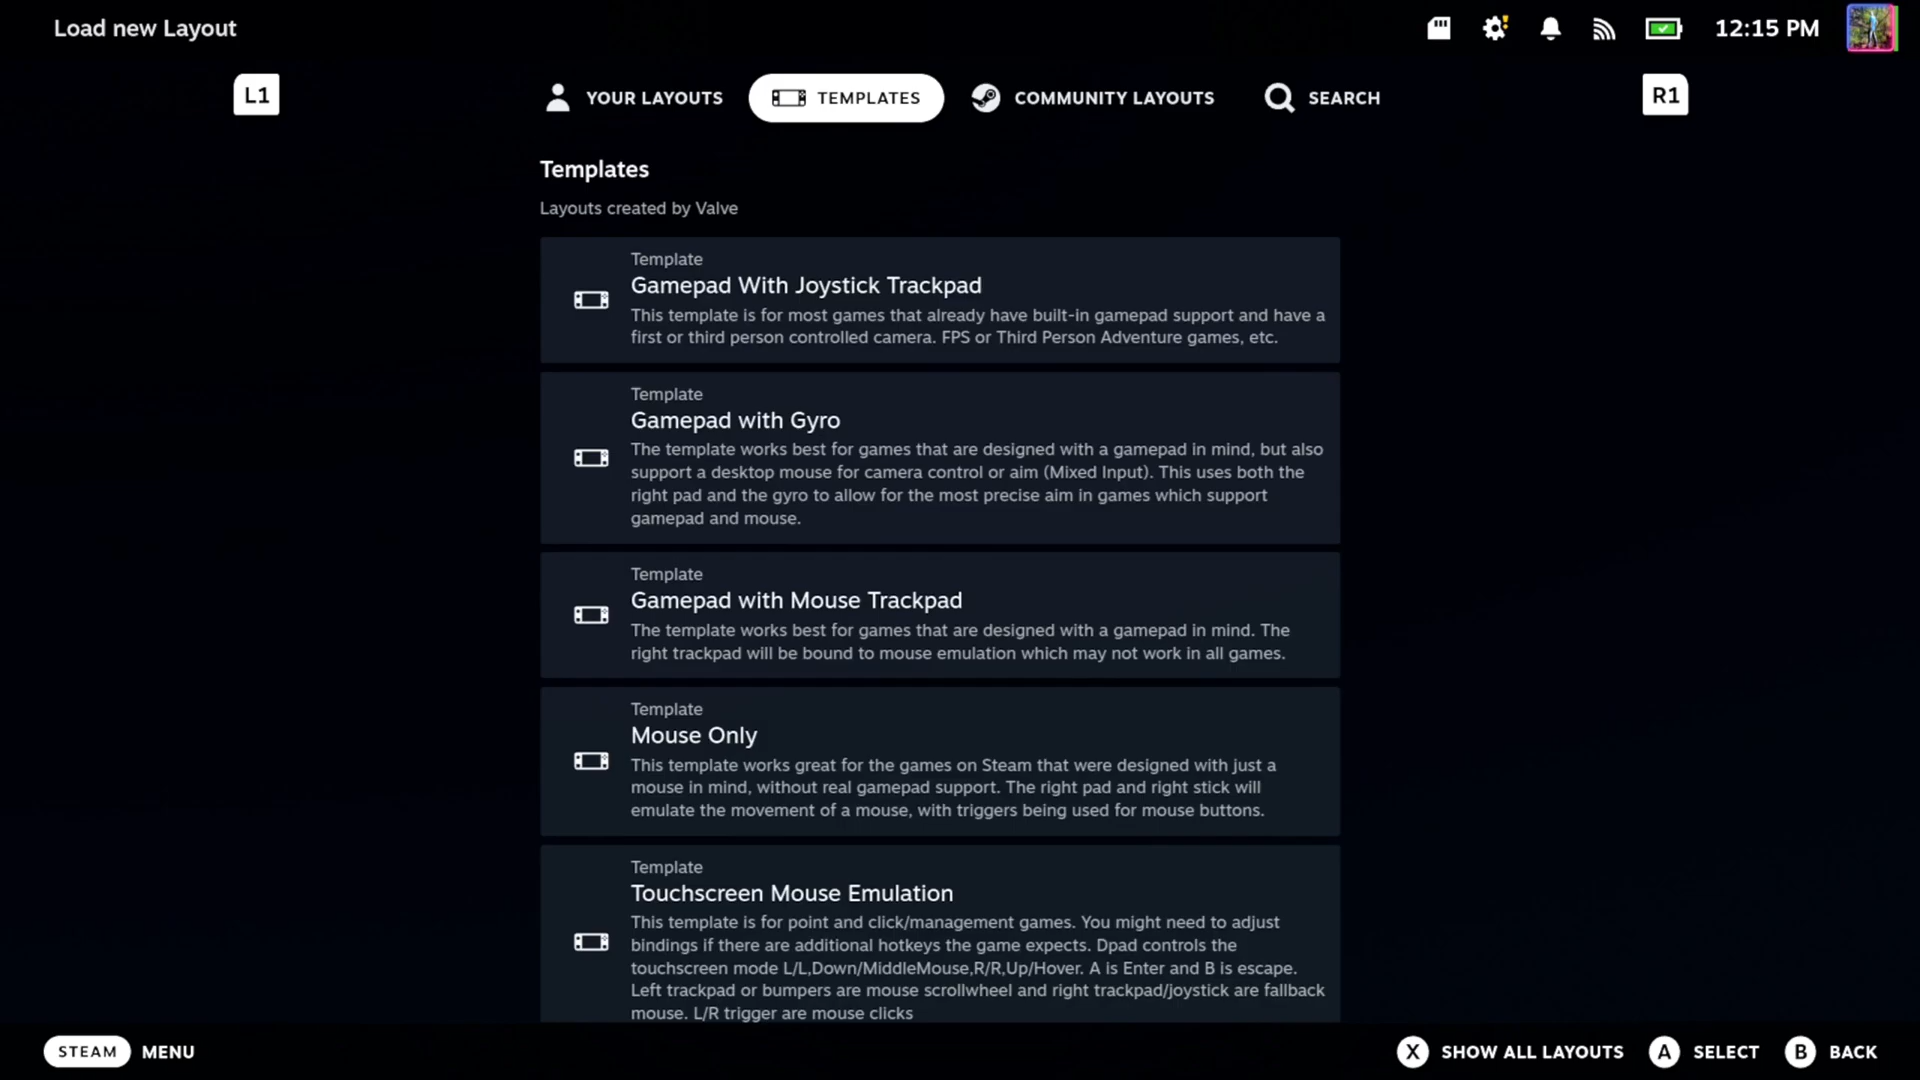 Load new Layout
12:15 PM
L1
YOUR LAYOUTS
TEMPLATES
COMMUNITY LAYOUTS
SEARCH
R1
Templates
Layouts created by Valve
Template
Gamepad With Joystick Trackpad
This template is for most games that already have built-in gamepad support and have a
first or third person controlled camera. FPS or Third Person Adventure games, etc.
Template
Gamepad with Gyro
The template works best for games that are designed with a gamepad in mind, but also
support a desktop mouse for camera control or aim (Mixed Input). This uses both the
right pad and the gyro to allow for the most precise aim in games which support
gamepad and mouse.
Template
Gamepad with Mouse Trackpad
The template works best for games that are designed with a gamepad in mind. The
right trackpad will be bound to mouse emulation which may not work in all games.
Template
Mouse Only
This template works great for the games on Steam that were designed with just a
mouse in mind, without real gamepad support. The right pad and right stick will
emulate the movement of a mouse, with triggers being used for mouse buttons.
Template
Touchscreen Mouse Emulation
This template is for point and click/management games. You might need to adjust
bindings if there are additional hotkeys the game expects. Dpad controls the
touchscreen mode L/L,Down/MiddleMouse,R/R,Up/Hover. A is Enter and B is escape.
Left trackpad or bumpers are mouse scrollwheel and right trackpad/joystick are fallback
mouse. L/R trigger are mouse clicks
STEAM MENU
X SHOW ALL LAYOUTS
A SELECT
B BACK